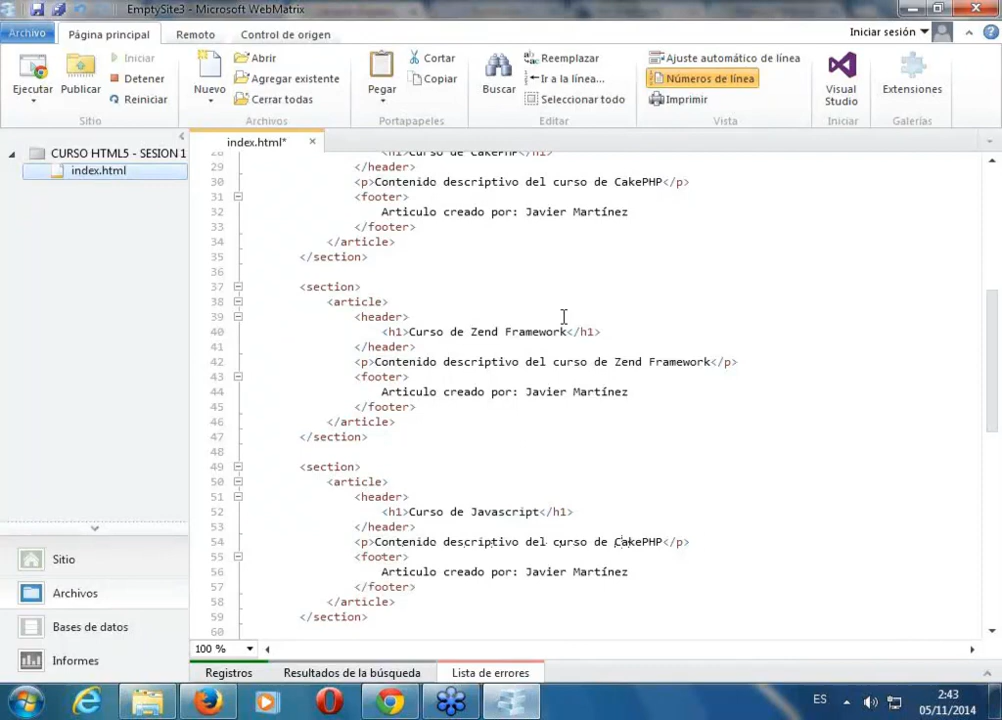 EmptySite3 - Microsoft WebMatrix
Archivo
Página principal
Remoto
Control de origen
Iniciar sesión
Ejecutar
Publicar
Iniciar
Detener
Reiniciar
Sitio
Nuevo
Abrir
Agregar existente
Cerrar todas
Archivos
Pegar
Cortar
Copiar
Portapapeles
Buscar
Reemplazar
Ir a la línea...
Seleccionar todo
Editar
Ajuste automático de línea
Números de línea
Imprimir
Vista
Visual
Studio
Iniciar
Extensiones
Galerías
CURSO HTML5 - SESION 1
index.html
index.html*
28 <h1>Curso de CakePHP</h1>
29 </header>
30 <p>Contenido descriptivo del curso de CakePHP</p>
31 <footer>
32 Articulo creado por: Javier Martínez
33 </footer>
34 </article>
35 </section>
36
37 <section>
38 <article>
39 <header>
40 <h1>Curso de Zend Framework</h1>
41 </header>
42 <p>Contenido descriptivo del curso de Zend Framework</p>
43 <footer>
44 Articulo creado por: Javier Martínez
45 </footer>
46 </article>
47 </section>
48
49 <section>
50 <article>
51 <header>
52 <h1>Curso de Javascript</h1>
53 </header>
54 <p>Contenido descriptivo del curso de CakePHP</p>
55 <footer>
56 Articulo creado por: Javier Martínez
57 </footer>
58 </article>
59 </section>
60
Sitio
Archivos
Bases de datos
Informes
100 %
Registros
Resultados de la búsqueda
Lista de errores
ES
2:43
05/11/2014